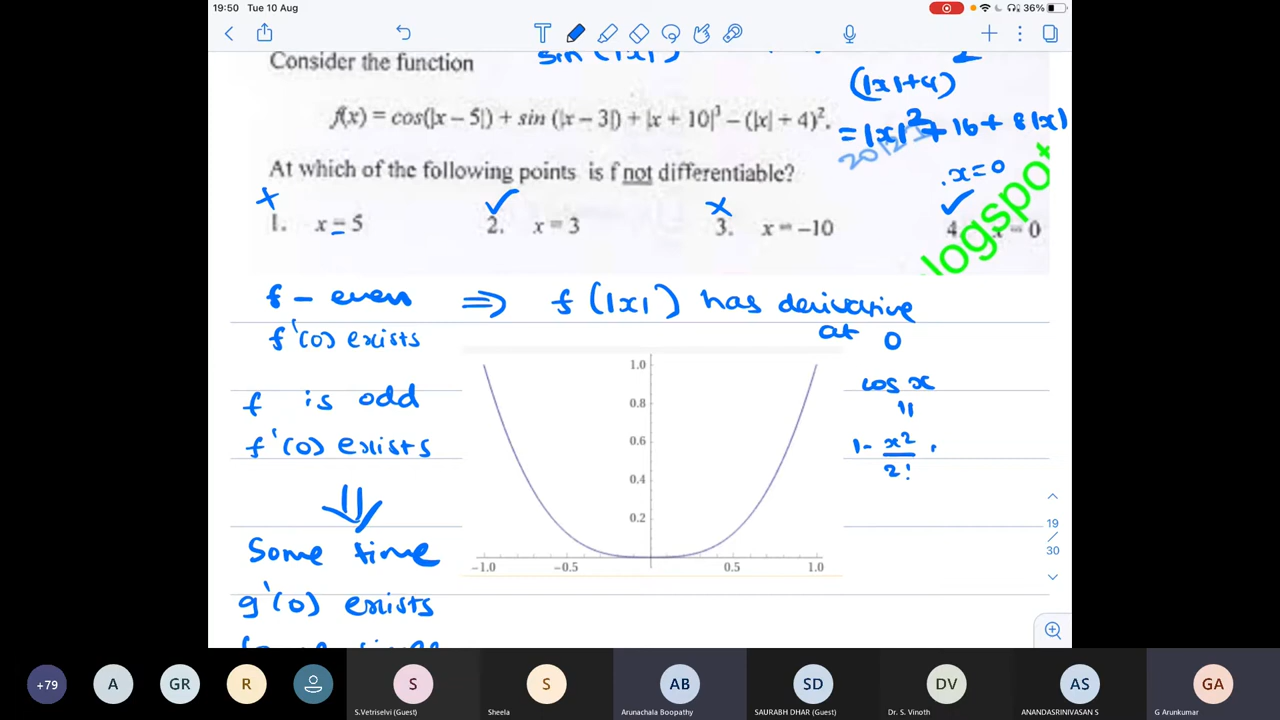 19:50 Tue 10 Aug
36%
sin (|x|)
2
Consider the function
f(x) = cos(|x − 5|) + sin (|x − 3|) + |x + 10|³ − (|x| + 4)².
(|x|+4)
= |x|² + 16 + 8|x|
At which of the following points is f not differentiable?
.x=0
1. x = 5
2. x = 3
3. x = −10
4. x = 0
logspot
f - even ⇒ f (|x|) has derivative
f'(0) exists
at 0
f is odd
f'(0) exists
⇓
Some time
g'(0) exists
cos x
||
1 - x²/2! .
1.0
0.8
0.6
0.4
0.2
−1.0 −0.5 0.5 1.0
19
30
+79
A
GR
R
S
S.Vetriselvi (Guest)
S
Sheela
AB
Arunachala Boopathy
SD
SAURABH DHAR (Guest)
DV
Dr. S. Vinoth
AS
ANANDASRINIVASAN S
GA
G Arunkumar